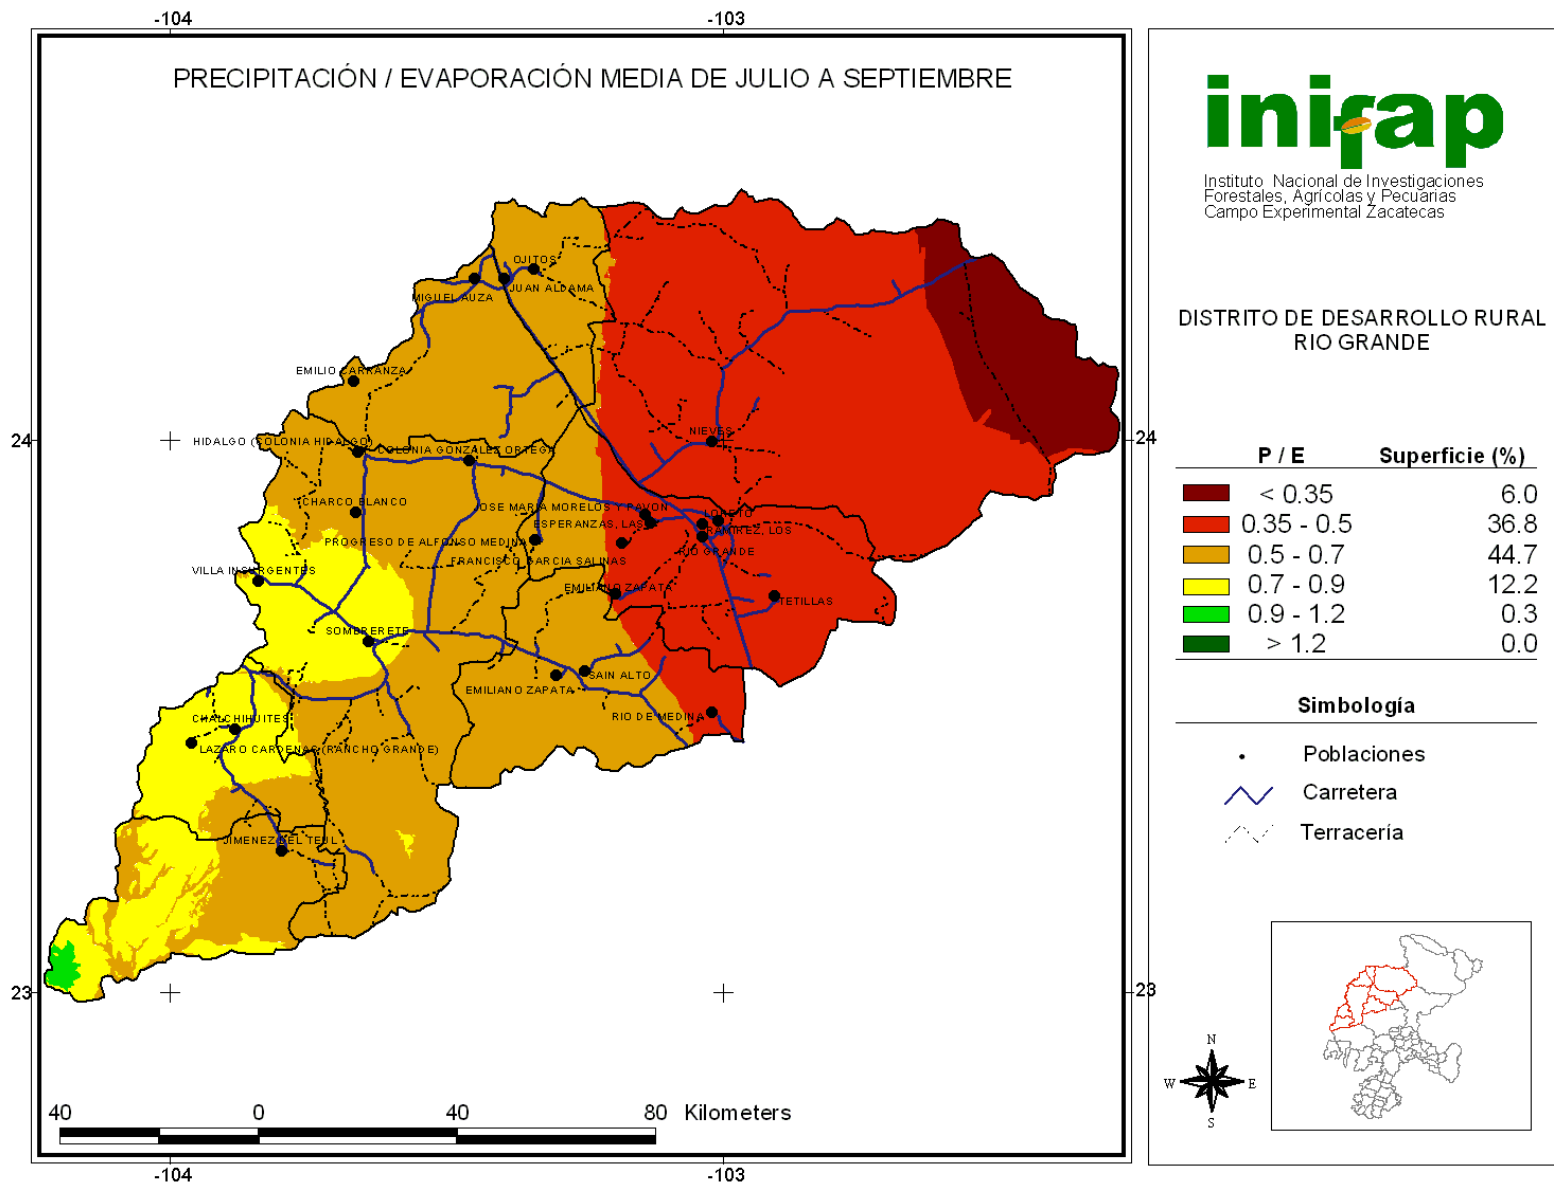 -104
-103
PRECIPITACIÓN / EVAPORACIÓN MEDIA DE JULIO A SEPTIEMBRE
OJITOS
JUAN ALDAMA
MIGUEL AUZA
EMILIO CARRANZA
24
24
HIDALGO (COLONIA HIDALGO)
COLONIA GONZALEZ ORTEGA
NIEVES
CHARCO BLANCO
JOSE MARIA MORELOS Y PAVON
LORETO
ESPERANZAS, LAS
RAMIREZ, LOS
PROGRESO DE ALFONSO MEDINA
RIO GRANDE
FRANCISCO GARCIA SALINAS
VILLA INSURGENTES
EMILIANO ZAPATA
TETILLAS
SOMBRERETE
SAIN ALTO
EMILIANO ZAPATA
RIO DE MEDINA
CHALCHIHUITES
LAZARO CARDENAS (RANCHO GRANDE)
JIMENEZ DEL TEUL
23
23
40
0
40
80
Kilometers
-104
-103
inifap
Instituto Nacional de Investigaciones
Forestales, Agrícolas y Pecuarias
Campo Experimental Zacatecas
DISTRITO DE DESARROLLO RURAL
RIO GRANDE
P / E Superficie (%)
< 0.35 6.0
0.35 - 0.5 36.8
0.5 - 0.7 44.7
0.7 - 0.9 12.2
0.9 - 1.2 0.3
> 1.2 0.0
Simbología
Poblaciones
Carretera
Terracería
N
W
E
S